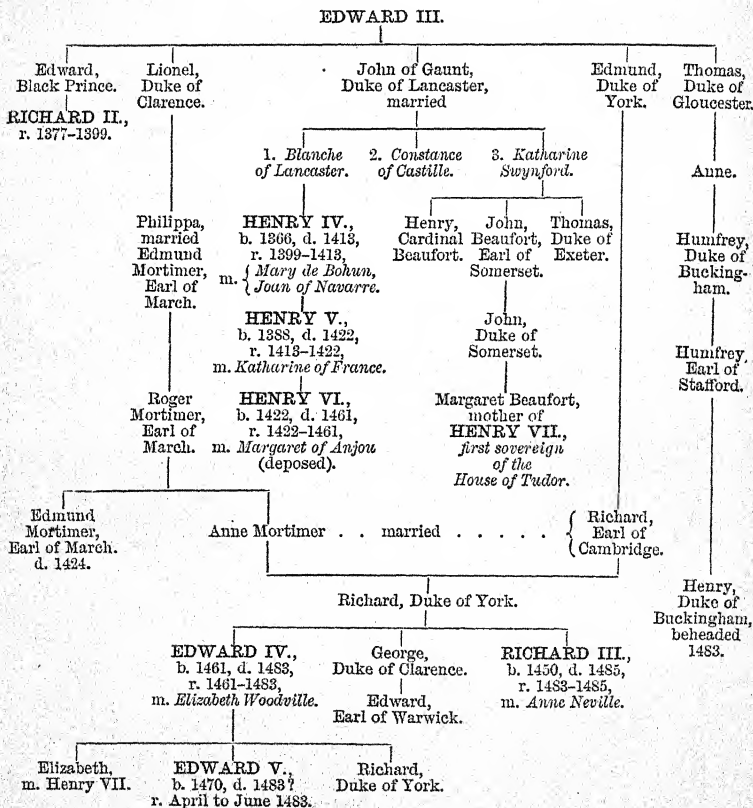 EDWARD III.
Edward,
Black Prince.
RICHARD II.,
r. 1377–1399.
Lionel,
Duke of
Clarence.
John of Gaunt,
Duke of Lancaster,
married
Edmund,
Duke of
York.
Thomas,
Duke of
Gloucester.
1. Blanche
of Lancaster.
2. Constance
of Castille.
3. Katharine
Swynford.
Anne.
Philippa,
married
Edmund
Mortimer,
Earl of
March.
HENRY IV.,
b. 1366, d. 1413,
r. 1399–1413,
m. { Mary de Bohun,
Joan of Navarre.
Henry,
Cardinal
Beaufort.
John,
Beaufort,
Earl of
Somerset.
Thomas,
Duke of
Exeter.
Humfrey,
Duke of
Bucking-
ham.
HENRY V.,
b. 1388, d. 1422,
r. 1413–1422,
m. Katharine of France.
John,
Duke of
Somerset.
Humfrey,
Earl of
Stafford.
Roger
Mortimer,
Earl of
March.
HENRY VI.,
b. 1422, d. 1461,
r. 1422–1461,
m. Margaret of Anjou
(deposed).
Margaret Beaufort,
mother of
HENRY VII.,
first sovereign
of the
House of Tudor.
Edmund
Mortimer,
Earl of March.
d. 1424.
Anne Mortimer . . married . . . . . {
Richard,
Earl of
Cambridge.
Richard, Duke of York.
Henry,
Duke of
Buckingham,
beheaded
1483.
EDWARD IV.,
b. 1461, d. 1483,
r. 1461–1483,
m. Elizabeth Woodville.
George,
Duke of Clarence.
Edward,
Earl of Warwick.
RICHARD III.,
b. 1450, d. 1485,
r. 1483–1485,
m. Anne Neville.
Elizabeth,
m. Henry VII.
EDWARD V.,
b. 1470, d. 1483?
r. April to June 1483.
Richard,
Duke of York.